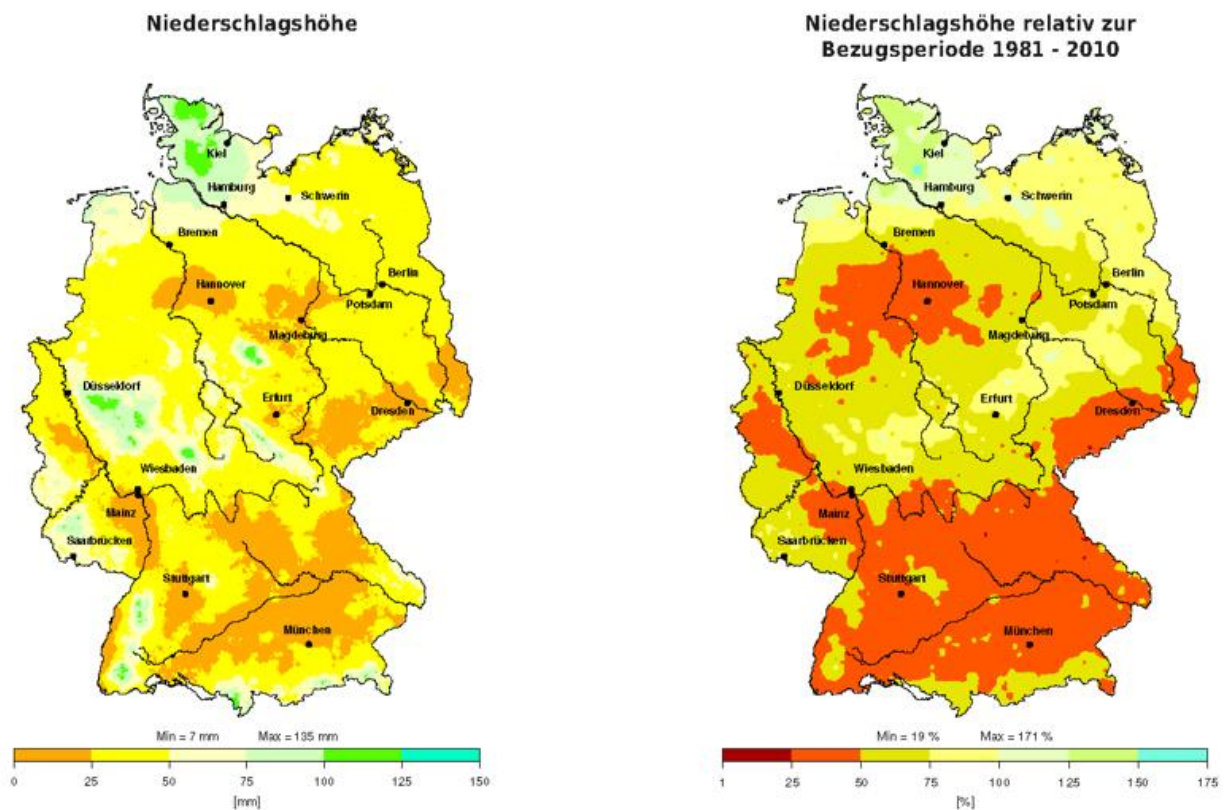 Niederschlagshöhe
Kiel
Hamburg
Schwerin
Bremen
Berlin
Hannover
Potsdam
Magdeburg
Düsseldorf
Erfurt
Dresden
Wiesbaden
Mainz
Saarbrücken
Stuttgart
München
Min = 7 mm Max = 135 mm
0 25 50 75 100 125 150
[mm]
Niederschlagshöhe relativ zur
Bezugsperiode 1981 - 2010
Kiel
Hamburg
Schwerin
Bremen
Berlin
Hannover
Potsdam
Magdeburg
Düsseldorf
Erfurt
Dresden
Wiesbaden
Mainz
Saarbrücken
Stuttgart
München
Min = 19 % Max = 171 %
1 25 50 75 100 125 150 175
[%]